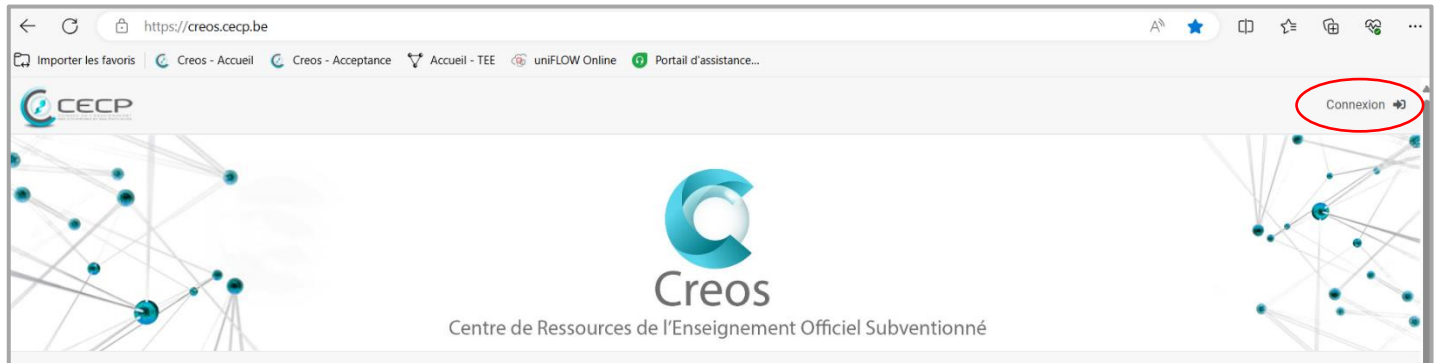 https://creos.cecp.be
Importer les favoris Creos - Accueil Creos - Acceptance Accueil - TEE uniFLOW Online Portail d'assistance...
CECP
Connexion
Creos
Centre de Ressources de l'Enseignement Officiel Subventionné